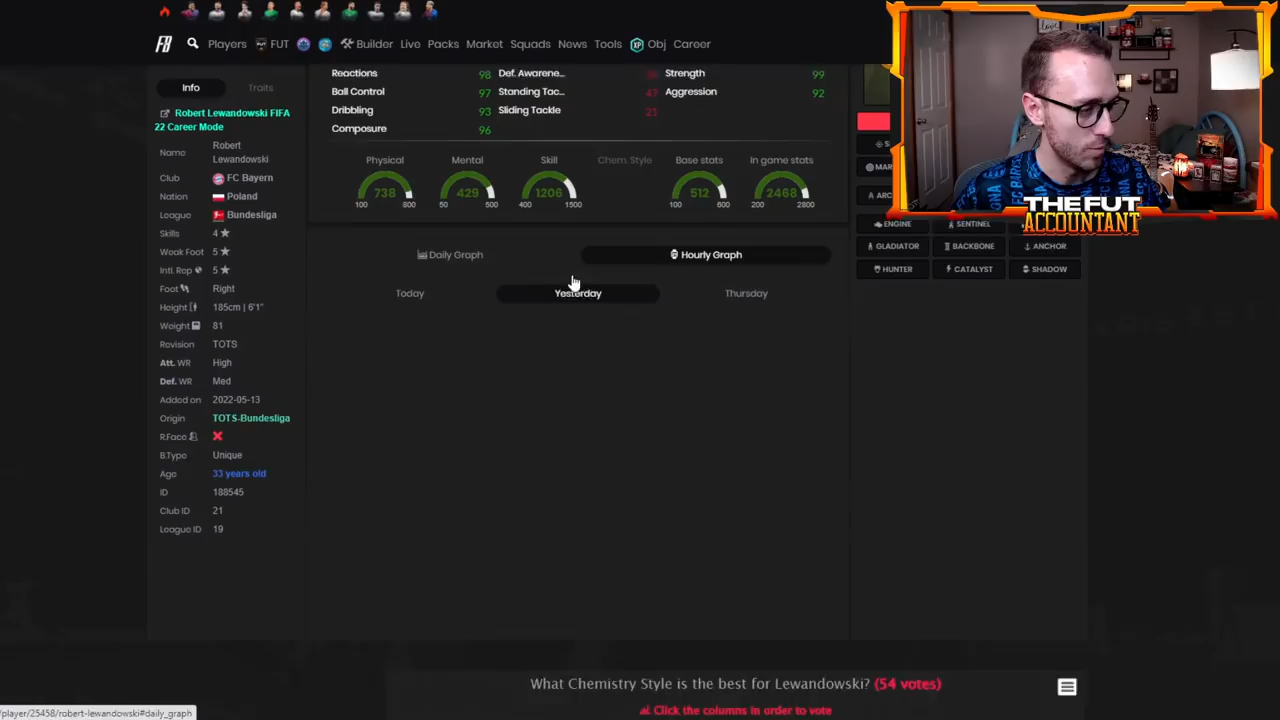 FB Players FUT Builder Live Packs Market Squads News Tools XP Obj Career
Info Traits
Robert Lewandowski FIFA
22 Career Mode
Name Robert
Lewandowski
Club FC Bayern
Nation Poland
League Bundesliga
Skills 4
Weak Foot 5
Intl. Rep 5
Foot Right
Height 185cm | 6'1"
Weight 81
Revision TOTS
Att. WR High
Def. WR Med
Added on 2022-05-13
Origin TOTS-Bundesliga
R.Face
B.Type Unique
Age 33 years old
ID 188545
Club ID 21
League ID 19
Reactions 98 Def. Awarene... Strength 99
Ball Control 97 Standing Tac... 47 Aggression 92
Dribbling 93 Sliding Tackle 21
Composure 96
Physical Mental Skill Chem. Style Base stats In game stats
738 429 1206 512 2468
100 800 50 500 400 1500 100 600 200 2800
Daily Graph Hourly Graph
Today Yesterday Thursday
THE FUT
ACCOUNTANT
ENGINE SENTINEL
GLADIATOR BACKBONE ANCHOR
HUNTER CATALYST SHADOW
What Chemistry Style is the best for Lewandowski? (54 votes)
Click the columns in order to vote
/player/25458/robert-lewandowski#daily_graph